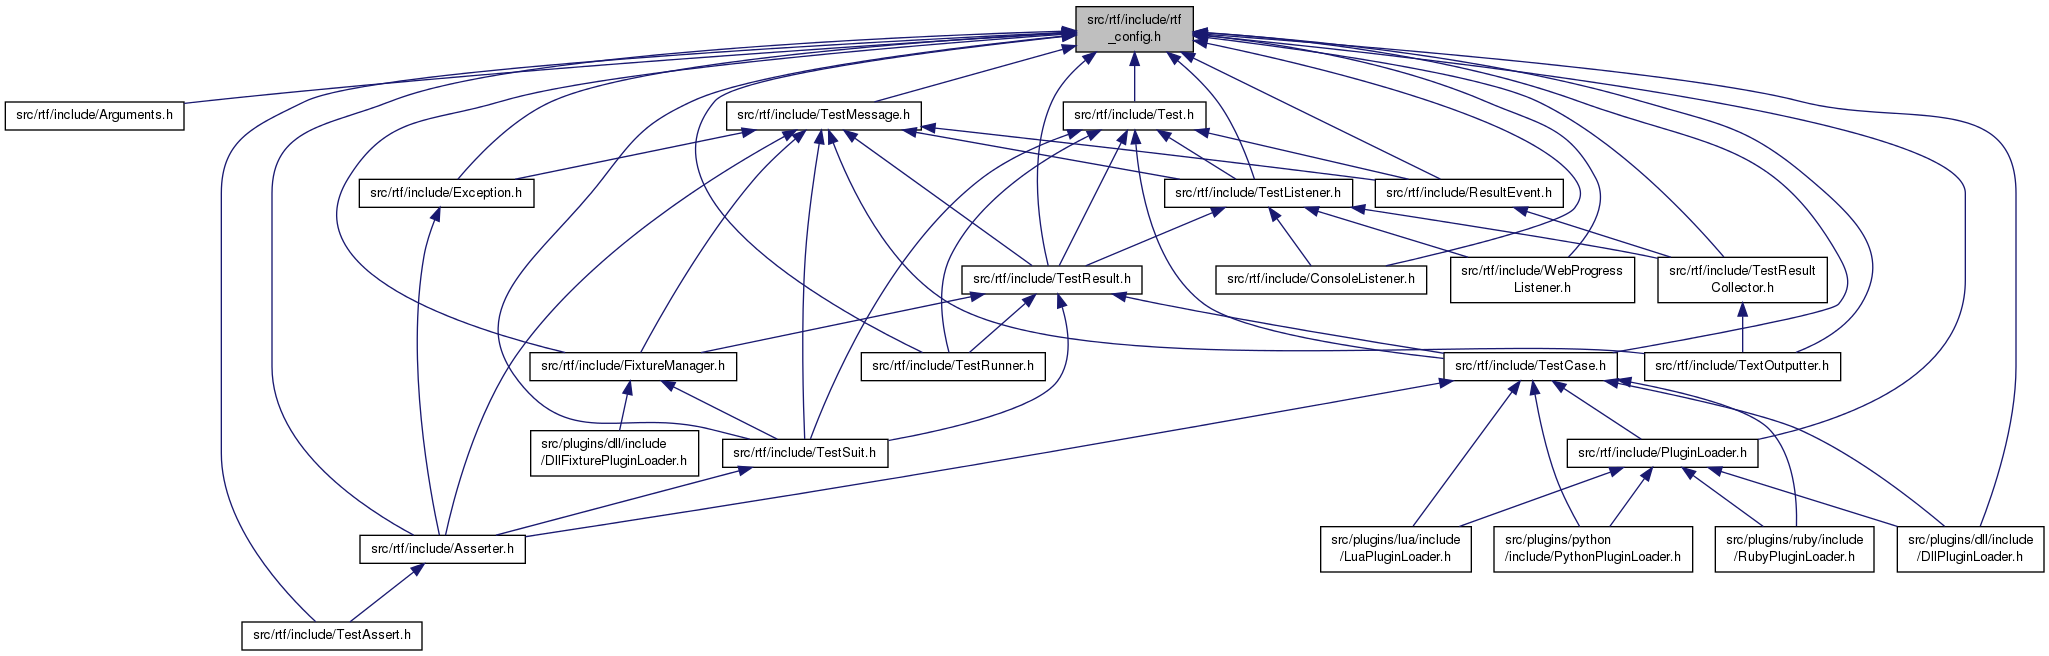 src/rtf/include/rtf
_config.h
src/rtf/include/Arguments.h
src/rtf/include/TestMessage.h
src/rtf/include/Test.h
src/rtf/include/Exception.h
src/rtf/include/TestListener.h
src/rtf/include/ResultEvent.h
src/rtf/include/TestResult.h
src/rtf/include/ConsoleListener.h
src/rtf/include/WebProgress
Listener.h
src/rtf/include/TestResult
Collector.h
src/rtf/include/FixtureManager.h
src/rtf/include/TestRunner.h
src/rtf/include/TestCase.h
src/rtf/include/TextOutputter.h
src/plugins/dll/include
/DllFixturePluginLoader.h
src/rtf/include/TestSuit.h
src/rtf/include/PluginLoader.h
src/rtf/include/Asserter.h
src/plugins/lua/include
/LuaPluginLoader.h
src/plugins/python
/include/PythonPluginLoader.h
src/plugins/ruby/include
/RubyPluginLoader.h
src/plugins/dll/include
/DllPluginLoader.h
src/rtf/include/TestAssert.h